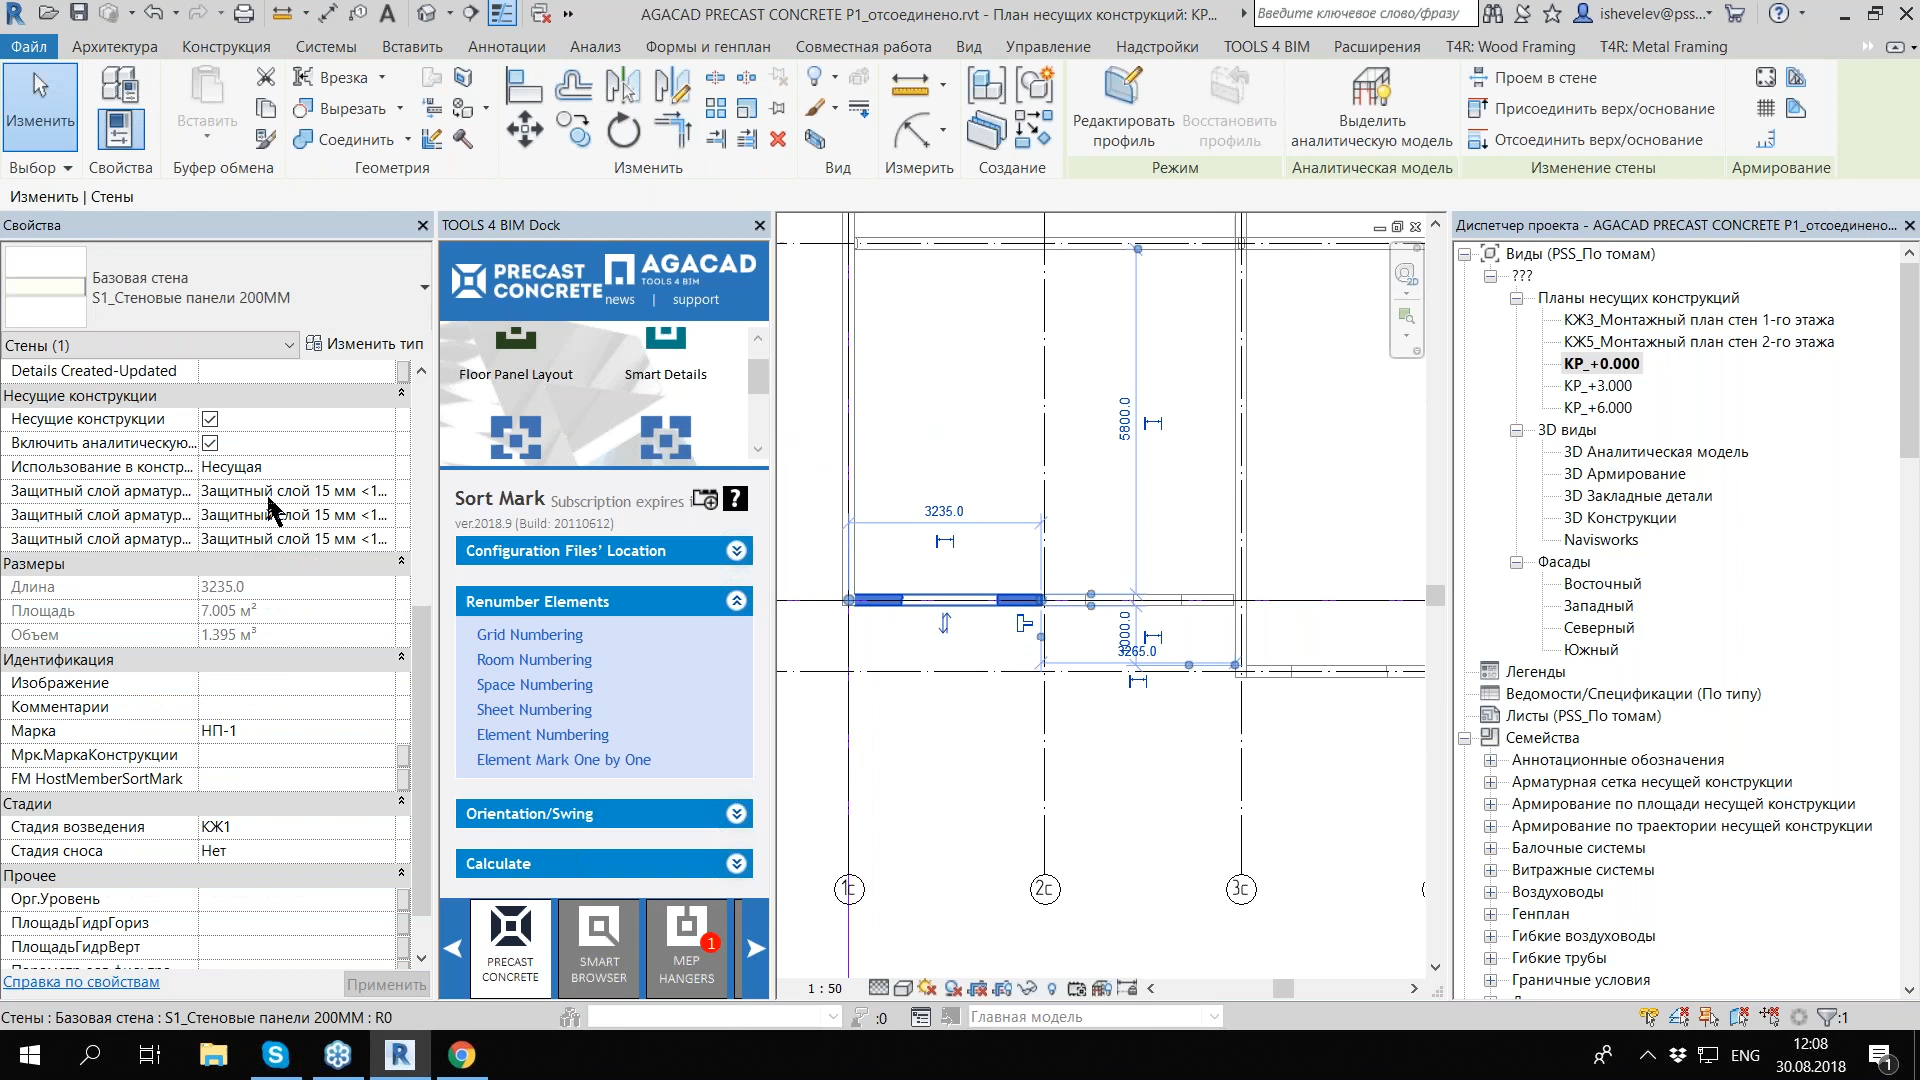 AGACAD PRECAST CONCRETE P1_отсоединено.rvt - План несущих конструкций: КР...
Введите ключевое слово/фразу
ishevelev@pss...
Файл
Архитектура
Конструкция
Системы
Вставить
Аннотации
Анализ
Формы и генплан
Совместная работа
Вид
Управление
Надстройки
TOOLS 4 BIM
Расширения
T4R: Wood Framing
T4R: Metal Framing
Изменить
Вставить
Врезка
Вырезать
Соединить
Редактировать профиль
Восстановить профиль
Выделить аналитическую модель
Проем в стене
Присоединить верх/основание
Отсоединить верх/основание
Выбор
Свойства
Буфер обмена
Геометрия
Изменить
Вид
Измерить
Создание
Режим
Аналитическая модель
Изменение стены
Армирование
Изменить | Стены
Свойства
Базовая стена
S1_Стеновые панели 200ММ
Стены (1)
Изменить тип
Details Created-Updated
Несущие конструкции
Несущие конструкции
Включить аналитическую...
Использование в констр... Несущая
Защитный слой арматур... Защитный слой 15 мм <1...
Защитный слой арматур... Защитный слой 15 мм <1...
Защитный слой арматур... Защитный слой 15 мм <1...
Размеры
Длина 3235.0
Площадь 7.005 м²
Объем 1.395 м³
Идентификация
Изображение
Комментарии
Марка НП-1
Мрк.МаркаКонструкции
FM HostMemberSortMark
Стадии
Стадия возведения КЖ1
Стадия сноса Нет
Прочее
Орг.Уровень
ПлощадьГидрГориз
ПлощадьГидрВерт
Справка по свойствам
Применить
TOOLS 4 BIM Dock
PRECAST CONCRETE
AGACAD
TOOLS 4 BIM
news | support
Floor Panel Layout
Smart Details
Sort Mark Subscription expires i
ver.2018.9 (Build: 20110612)
Configuration Files' Location
Renumber Elements
Grid Numbering
Room Numbering
Space Numbering
Sheet Numbering
Element Numbering
Element Mark One by One
Orientation/Swing
Calculate
PRECAST CONCRETE
SMART BROWSER
MEP HANGERS
1
2D
5800.0
3235.0
3265.0
1с
2с
3с
1 : 50
Диспетчер проекта - AGACAD PRECAST CONCRETE P1_отсоединено...
Виды (PSS_По томам)
???
Планы несущих конструкций
КЖ3_Монтажный план стен 1-го этажа
КЖ5_Монтажный план стен 2-го этажа
КР_+0.000
КР_+3.000
КР_+6.000
3D виды
3D Аналитическая модель
3D Армирование
3D Закладные детали
3D Конструкции
Navisworks
Фасады
Восточный
Западный
Северный
Южный
Легенды
Ведомости/Спецификации (По типу)
Листы (PSS_По томам)
Семейства
Аннотационные обозначения
Арматурная сетка несущей конструкции
Армирование по площади несущей конструкции
Армирование по траектории несущей конструкции
Балочные системы
Витражные системы
Воздуховоды
Генплан
Гибкие воздуховоды
Гибкие трубы
Граничные условия
Стены : Базовая стена : S1_Стеновые панели 200ММ : R0
:0
Главная модель
:1
ENG
12:08
30.08.2018
1